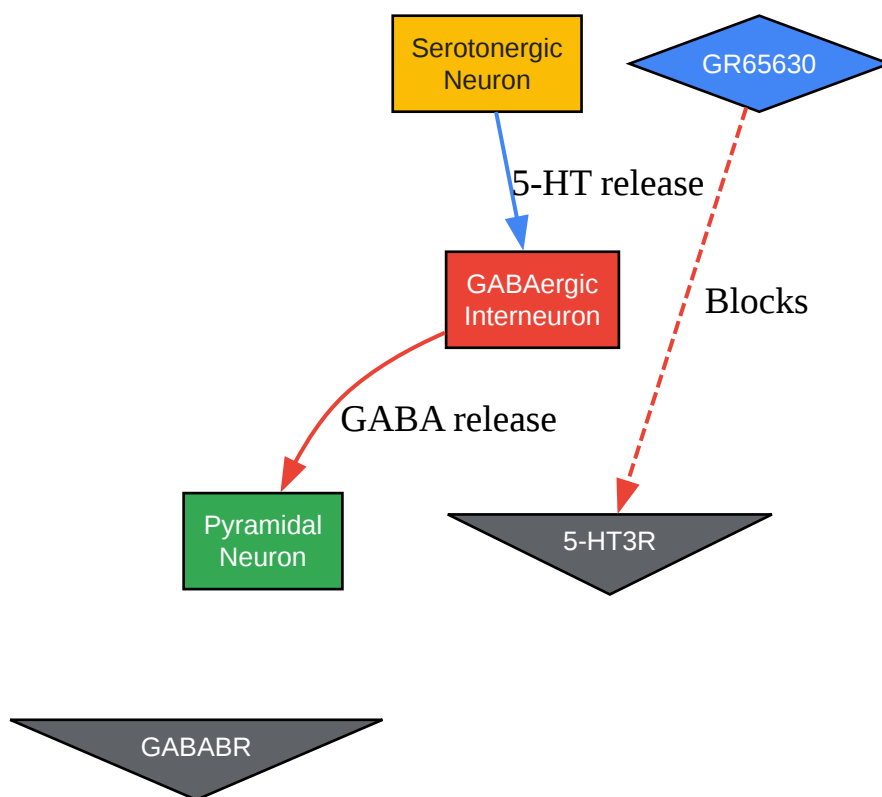 Serotonergic
Neuron
GR65630
5-HT release
GABAergic
Interneuron
Blocks
GABA release
Pyramidal
Neuron
5-HT3R
GABABR